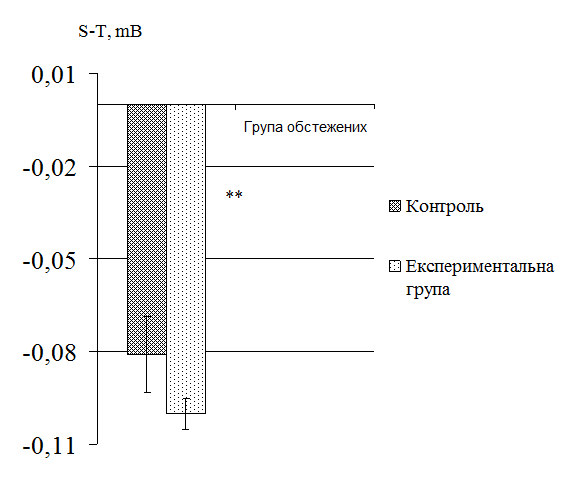 S-T, mB
0,01
Група обстежених
-0,02
**
Контроль
-0,05
Експериментальна
група
-0,08
-0,11